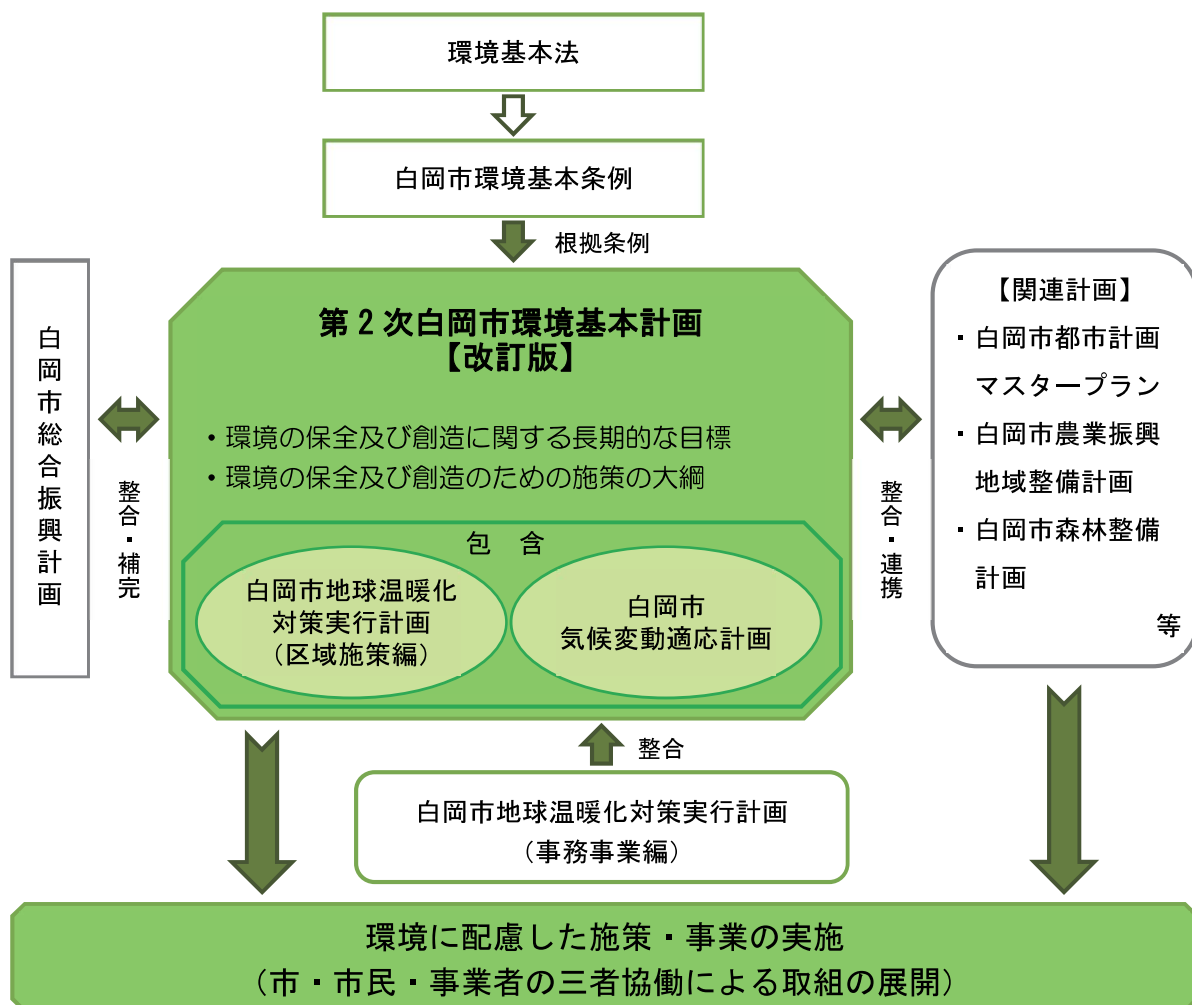 環境基本法
白岡市環境基本条例
根拠条例
白岡市総合振興計画
整合・補完
第2次白岡市環境基本計画
【改訂版】
・環境の保全及び創造に関する長期的な目標
・環境の保全及び創造のための施策の大綱
包 含
白岡市地球温暖化
対策実行計画
（区域施策編）
白岡市
気候変動適応計画
整合・連携
【関連計画】
・白岡市都市計画
マスタープラン
・白岡市農業振興
地域整備計画
・白岡市森林整備
計画
等
整合
白岡市地球温暖化対策実行計画
（事務事業編）
環境に配慮した施策・事業の実施
（市・市民・事業者の三者協働による取組の展開）